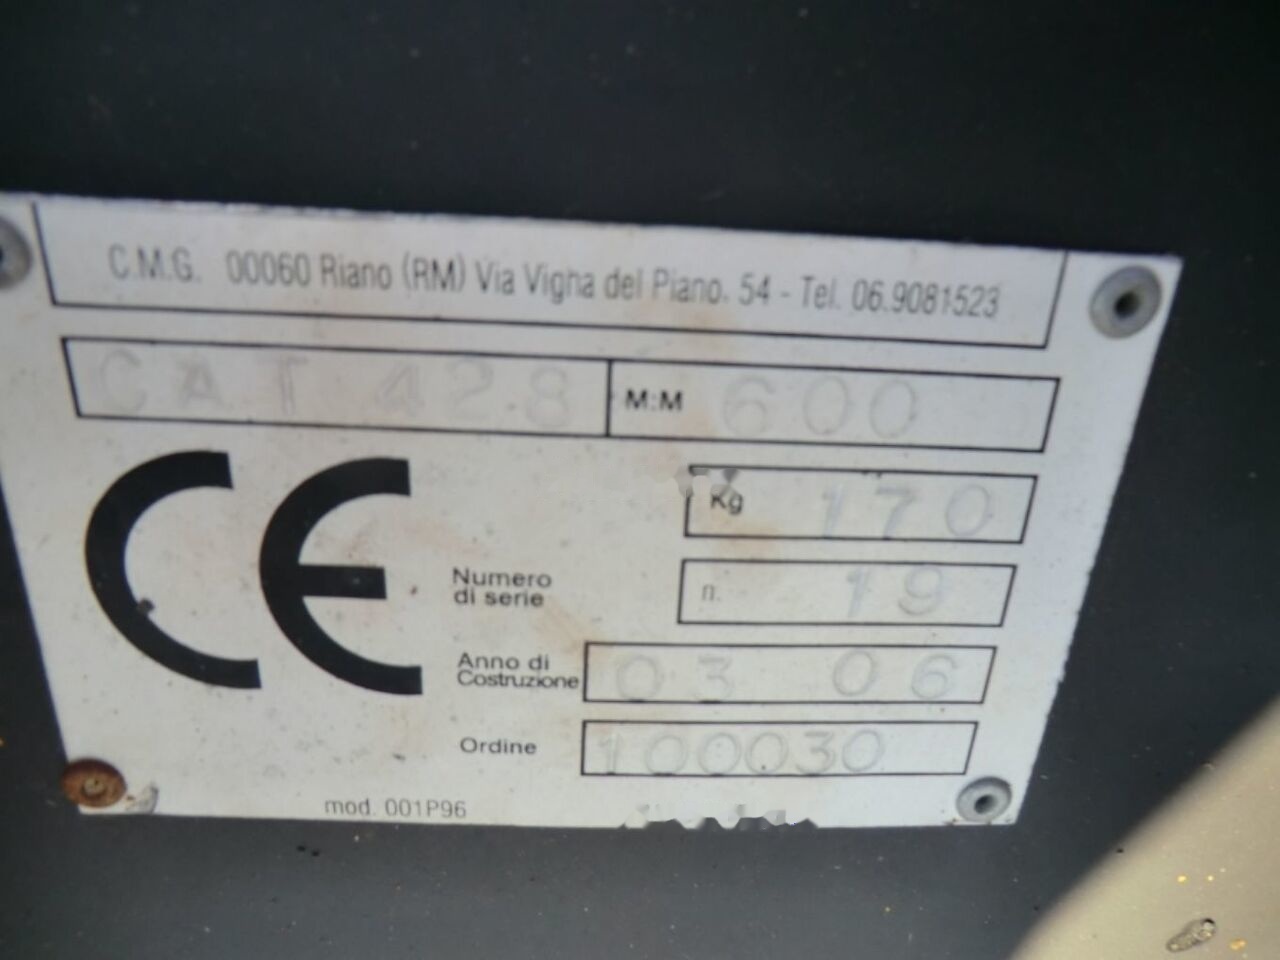 C.M.G. 00060 Riano (RM) Via Vigna del Piano. 54 - Tel. 06.9081523
CAT 428 M:M 600
Kg 170
Numero di serie n. 19
Anno di Costruzione 03 06
Ordine 100030
mod. 001P96
CE